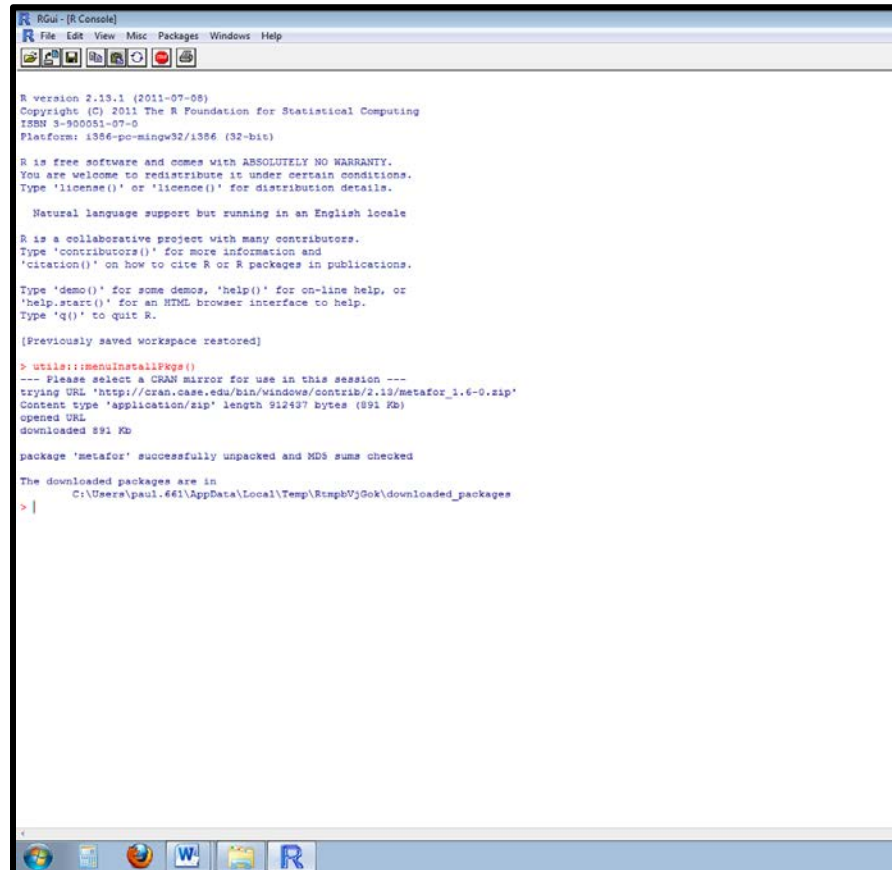 RGui - [R Console]
File Edit View Misc Packages Windows Help
STOP
R version 2.13.1 (2011-07-08)
Copyright (C) 2011 The R Foundation for Statistical Computing
ISBN 3-900051-07-0
Platform: i386-pc-mingw32/i386 (32-bit)
R is free software and comes with ABSOLUTELY NO WARRANTY.
You are welcome to redistribute it under certain conditions.
Type 'license()' or 'licence()' for distribution details.
Natural language support but running in an English locale
R is a collaborative project with many contributors.
Type 'contributors()' for more information and
'citation()' on how to cite R or R packages in publications.
Type 'demo()' for some demos, 'help()' for on-line help, or
'help.start()' for an HTML browser interface to help.
Type 'q()' to quit R.
[Previously saved workspace restored]
> utils:::menuInstallPkgs()
--- Please select a CRAN mirror for use in this session ---
trying URL 'http://cran.case.edu/bin/windows/contrib/2.13/metafor_1.6-0.zip'
Content type 'application/zip' length 912437 bytes (891 Kb)
opened URL
downloaded 891 Kb
package 'metafor' successfully unpacked and MD5 sums checked
The downloaded packages are in
C:\Users\paul.661\AppData\Local\Temp\RtmpbVjGok\downloaded_packages
>